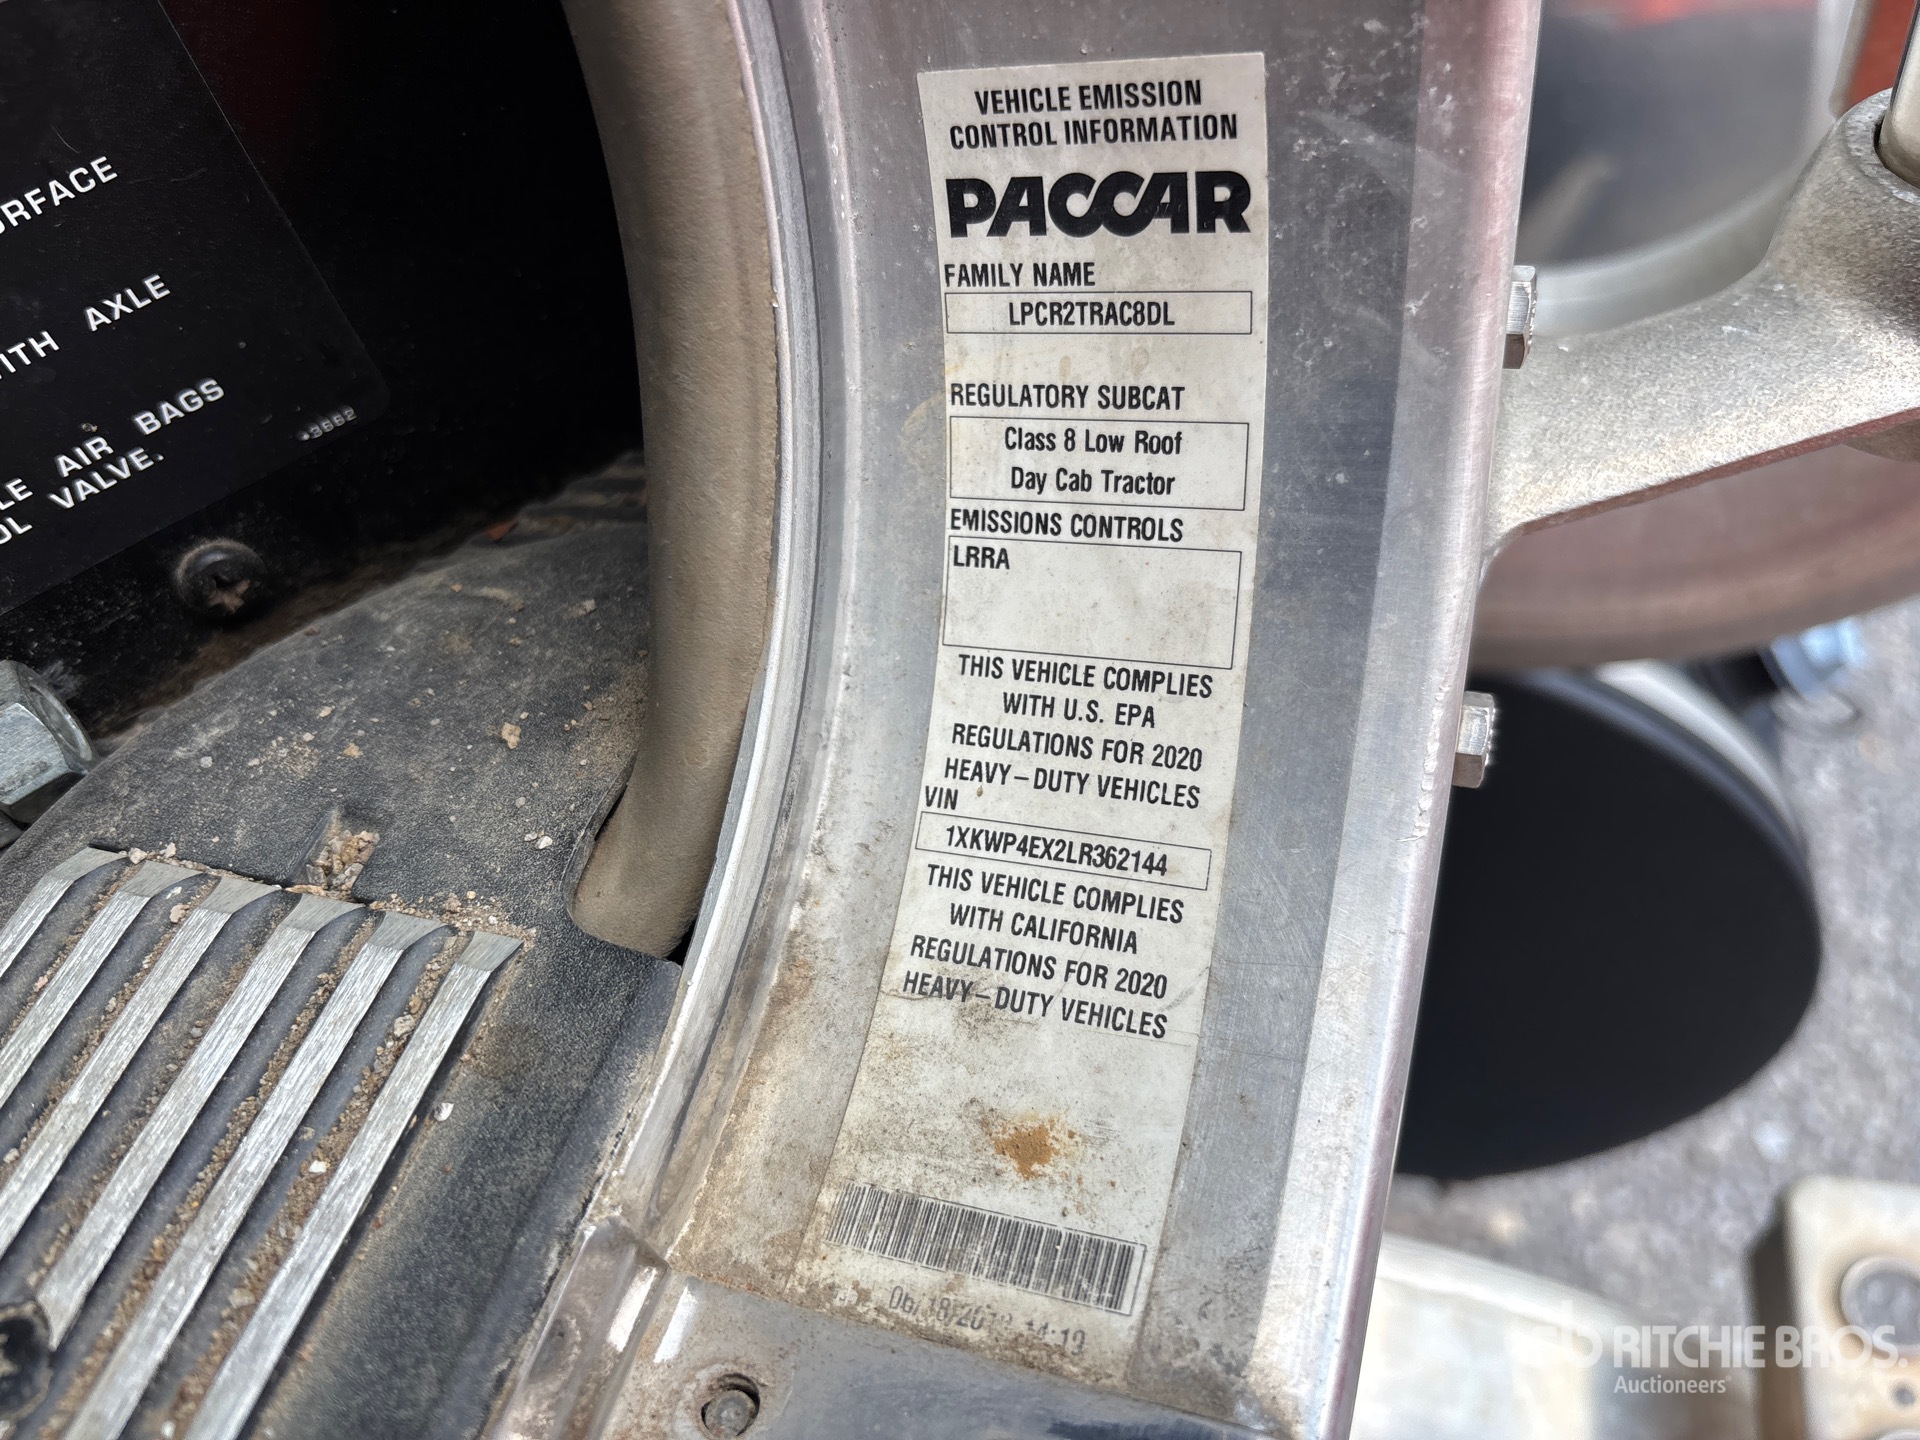 URFACE
ITH AXLE
LE AIR BAGS
OL VALVE.
VEHICLE EMISSION
CONTROL INFORMATION
PACCAR
FAMILY NAME
LPCR2TRAC8DL
REGULATORY SUBCAT
Class 8 Low Roof
Day Cab Tractor
EMISSIONS CONTROLS
LRRA
THIS VEHICLE COMPLIES
WITH U.S. EPA
REGULATIONS FOR 2020
HEAVY-DUTY VEHICLES
VIN
1XKWP4EX2LR362144
THIS VEHICLE COMPLIES
WITH CALIFORNIA
REGULATIONS FOR 2020
HEAVY-DUTY VEHICLES
RITCHIE BROS.
Auctioneers